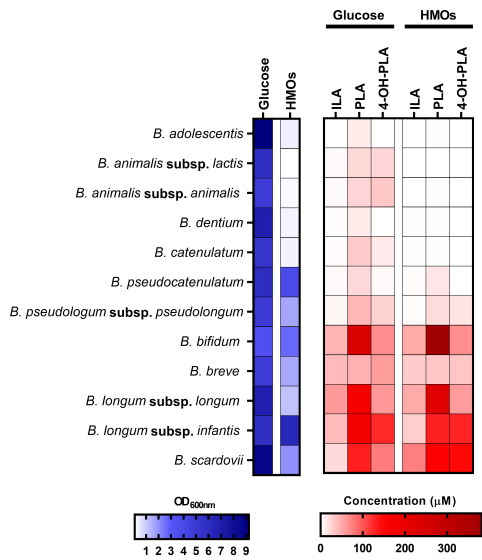 Glucose HMOs
Glucose HMOs ILA PLA 4-OH-PLA ILA PLA 4-OH-PLA
B. adolescentis
B. animalis subsp. lactis
B. animalis subsp. animalis
B. dentium
B. catenulatum
B. pseudocatenulatum
B. pseudologum subsp. pseudolongum
B. bifidum
B. breve
B. longum subsp. longum
B. longum subsp. infantis
B. scardovii
OD600nm
1 2 3 4 5 6 7 8 9
Concentration (µM)
0 100 200 300